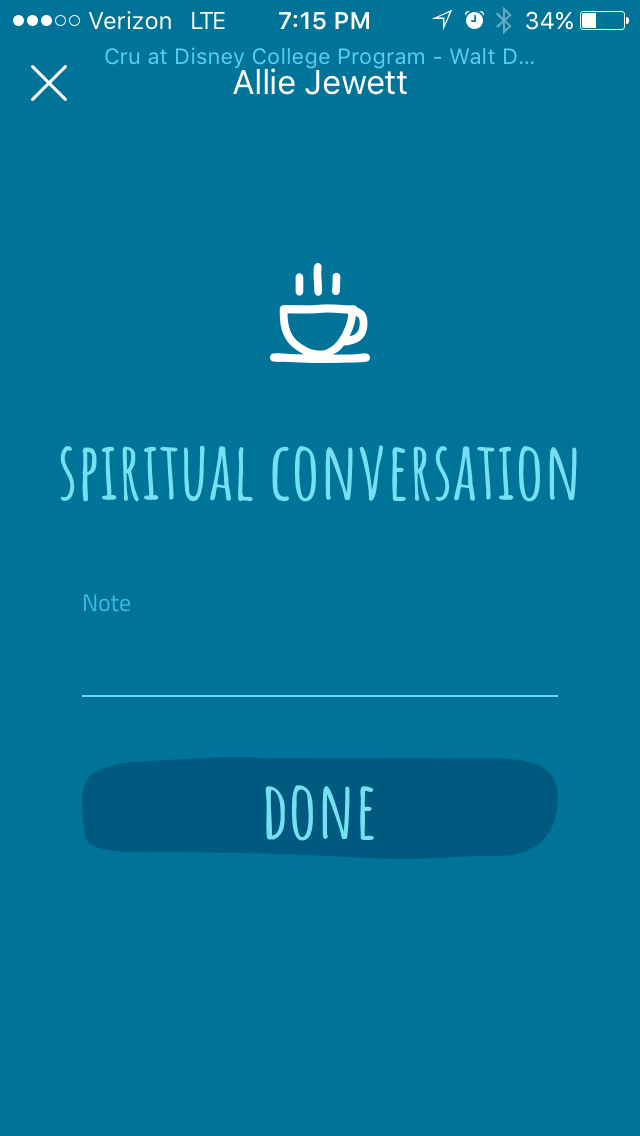 Verizon LTE 7:15 PM 34%
Cru at Disney College Program - Walt D...
Allie Jewett
SPIRITUAL CONVERSATION
Note
DONE